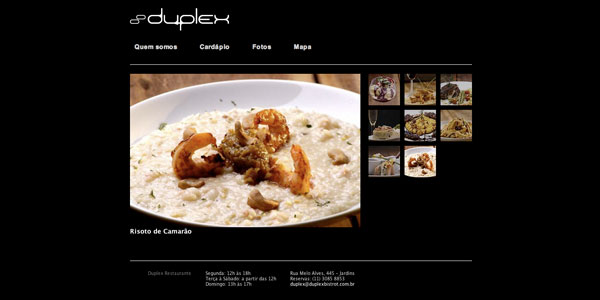 duplex
Quem somos Cardápio Fotos Mapa
Risoto de Camarão
Duplex Restaurante
Segunda: 12h às 18h
Terça à Sábado: a partir das 12h
Domingo: 13h às 17h
Rua Melo Alves, 445 - Jardins
Reservas: (11) 3085 8853
duplex@duplexbistrot.com.br